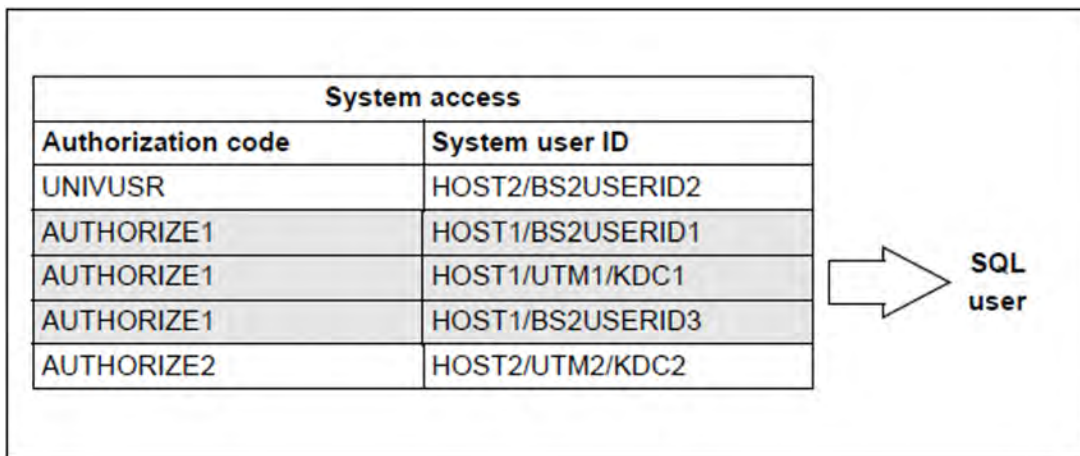 System access
Authorization code System user ID
UNIVUSR HOST2/BS2USERID2
AUTHORIZE1 HOST1/BS2USERID1
AUTHORIZE1 HOST1/UTM1/KDC1
AUTHORIZE1 HOST1/BS2USERID3
AUTHORIZE2 HOST2/UTM2/KDC2
SQL
user